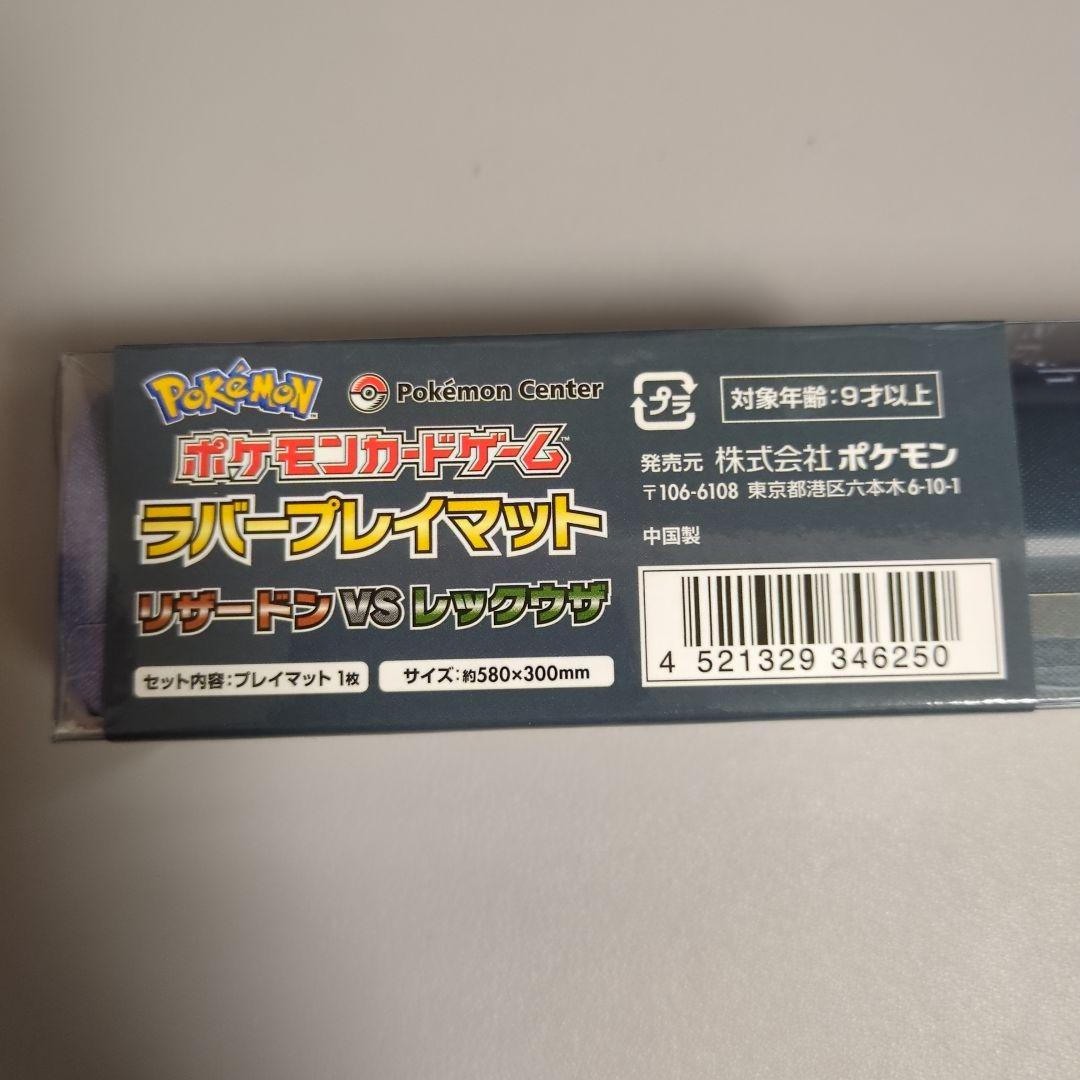 POKéMON™
Pokémon Center
ポケモンカードゲーム™
ラバープレイマット
リザードン VS レックウザ
セット内容:プレイマット 1枚
サイズ:約580×300mm
プラ
対象年齢:9才以上
発売元 株式会社 ポケモン
〒106-6108 東京都港区六本木6-10-1
中国製
4 521329 346250